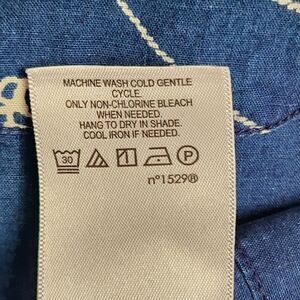 MACHINE WASH COLD GENTLE
CYCLE.
ONLY NON-CHLORINE BLEACH
WHEN NEEDED.
HANG TO DRY IN SHADE.
COOL IRON IF NEEDED.
30 P
n°1529®